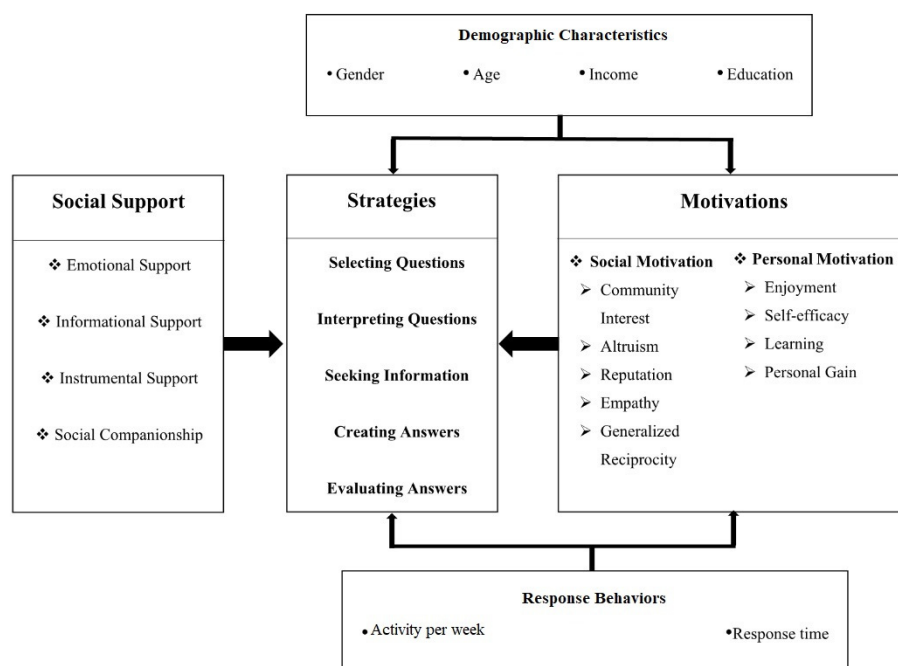 Demographic Characteristics
• Gender • Age • Income • Education
Social Support
❖ Emotional Support
❖ Informational Support
❖ Instrumental Support
❖ Social Companionship
Strategies
Selecting Questions
Interpreting Questions
Seeking Information
Creating Answers
Evaluating Answers
Motivations
❖ Social Motivation
➢ Community
Interest
➢ Altruism
➢ Reputation
➢ Empathy
➢ Generalized
Reciprocity
❖ Personal Motivation
➢ Enjoyment
➢ Self-efficacy
➢ Learning
➢ Personal Gain
Response Behaviors
• Activity per week • Response time